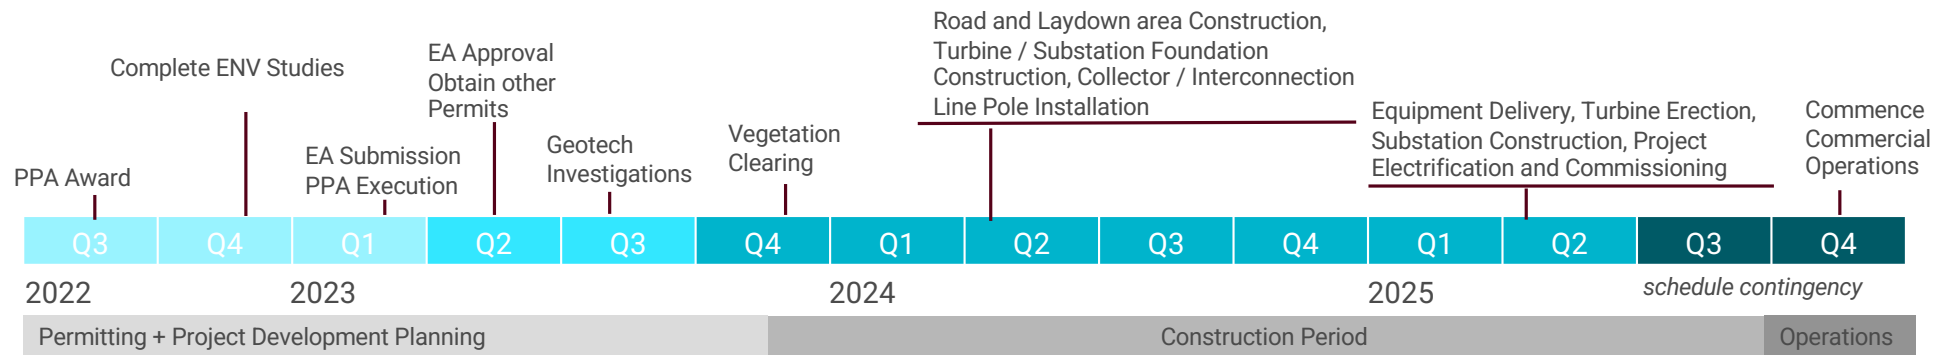 Complete ENV Studies
PPA Award
EA Submission
PPA Execution
EA Approval
Obtain other
Permits
Geotech
Investigations
Vegetation
Clearing
Road and Laydown area Construction,
Turbine / Substation Foundation
Construction, Collector / Interconnection
Line Pole Installation
Equipment Delivery, Turbine Erection,
Substation Construction, Project
Electrification and Commissioning
Commence
Commercial
Operations
Q3 Q4 Q1 Q2 Q3 Q4 Q1 Q2 Q3 Q4 Q1 Q2 Q3 Q4
2022 2023 2024 2025 schedule contingency
Permitting + Project Development Planning Construction Period Operations